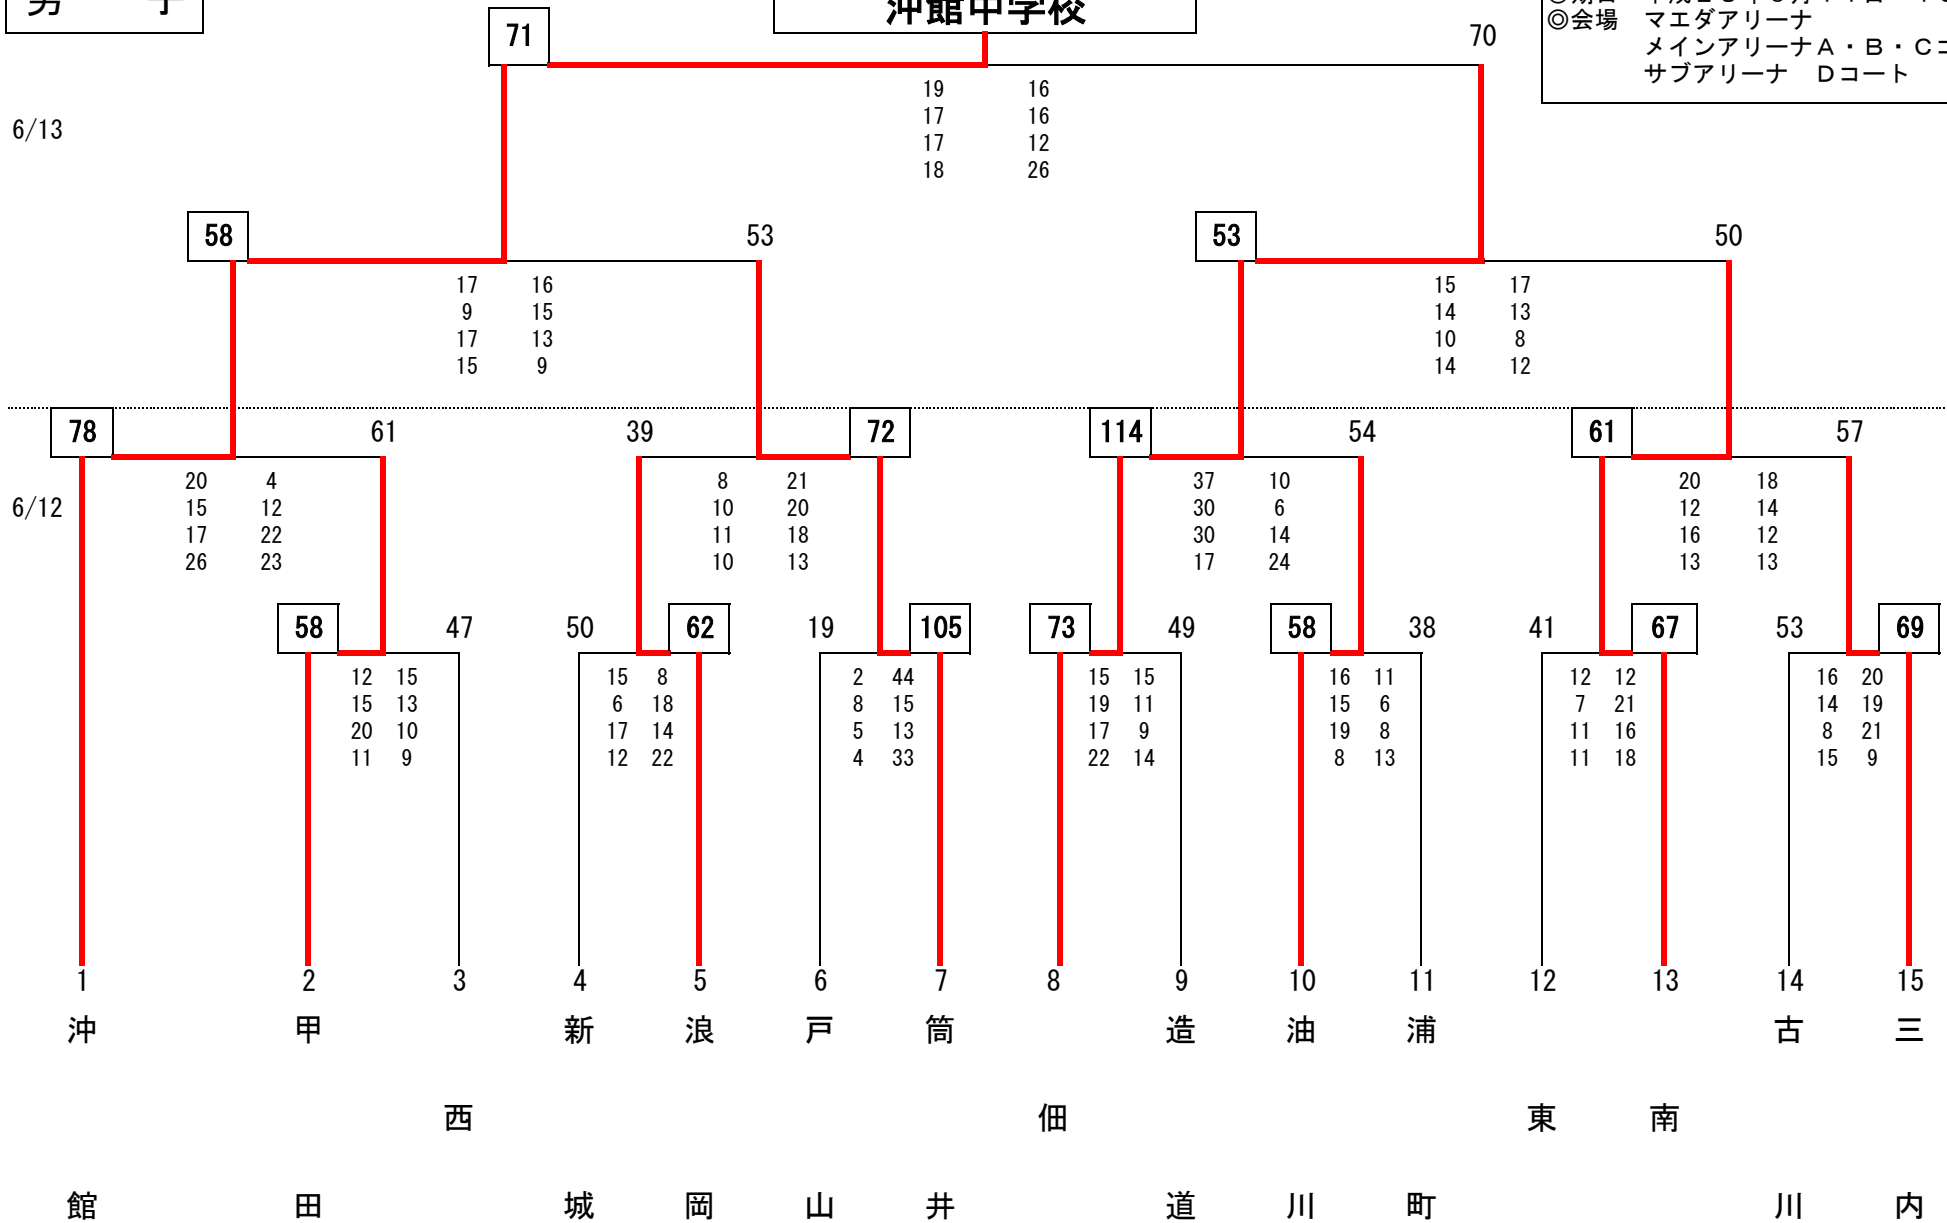 男　子
沖館中学校
◎会場　マエダアリーナ
メインアリーナＡ・Ｂ・Ｃコ
サブアリーナ　Ｄコート
71 70
19 16
17 16
17 12
18 26
6/13
58 53 53 50
17 16 15 17
9 15 14 13
17 13 10 8
15 9 14 12
78 61 39 72 114 54 61 57
6/12
20 4 8 21 37 10 20 18
15 12 10 20 30 6 12 14
17 22 11 18 30 14 16 12
26 23 10 13 17 24 13 13
58 47 50 62 19 105 73 49 58 38 41 67 53 69
12 15 15 8 2 44 15 15 16 11 12 12 16 20
15 13 6 18 8 15 19 11 15 6 7 21 14 19
20 10 17 14 5 13 17 9 19 8 11 16 8 21
11 9 12 22 4 33 22 14 8 13 11 18 15 9
1 2 3 4 5 6 7 8 9 10 11 12 13 14 15
沖館
甲田
西
新城
浪岡
戸山
筒井
佃
造道
油川
浦町
東
南
古川
三内